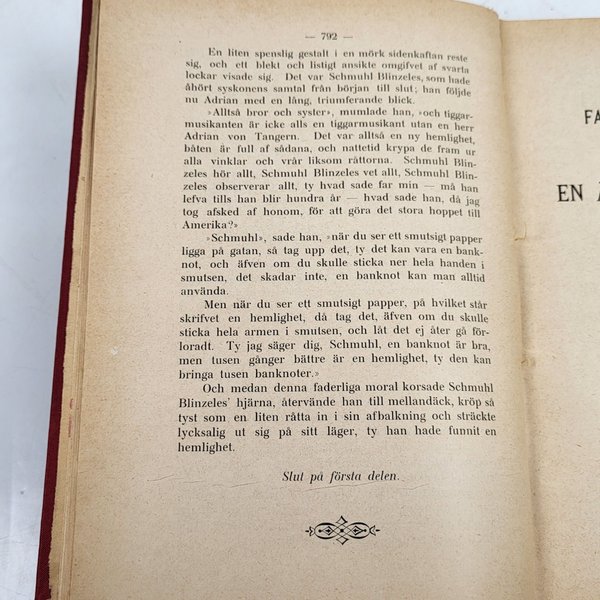 — 792 —
En liten spenslig gestalt i en mörk sidenkaftan reste
sig, och ett blekt och listigt ansikte omgifvet af svarta
lockar visade sig. Det var Schmuhl Blinzeles, som hade
åhört syskonens samtal från början till slut; han följde
nu Adrian med en lång, triumferande blick.
»Alltså bror och syster», mumlade han, »och tiggar-
musikanten är icke alls en tiggarmusikant utan en herr
Adrian von Tangern. Det var alltså en ny hemlighet,
båten är full af sådana, och nattetid krypa de fram ur
alla vinklar och vrår liksom råttorna. Schmuhl Blin-
zeles hör allt, Schmuhl Blinzeles vet allt, Schmuhl Blin-
zeles observerar allt, ty hvad sade far min — må han
lefva tills han blir hundra år — hvad sade han, då jag
tog afsked af honom, för att göra det stora hoppet till
Amerika?»
»Schmuhl», sade han, »när du ser ett smutsigt papper
ligga på gatan, så tag upp det, ty det kan vara en bank-
not, och äfven om du skulle sticka ner hela handen i
smutsen, det skadar inte, en banknot kan man alltid
använda.
Men när du ser ett smutsigt papper, på hvilket står
skrifvet en hemlighet, då tag det, äfven om du skulle
sticka hela armen i smutsen, och låt det ej åter gå för-
loradt. Ty jag säger dig, Schmuhl, en banknot är bra,
men tusen gånger bättre är en hemlighet, ty den kan
bringa tusen banknoter.»
Och medan denna faderliga moral korsade Schmuhl
Blinzeles' hjärna, återvände han till mellandäck, kröp så
tyst som en liten råtta in i sin afbalkning och sträckte
lycksalig ut sig på sitt läger, ty han hade funnit en
hemlighet.
Slut på första delen.
FA
EN